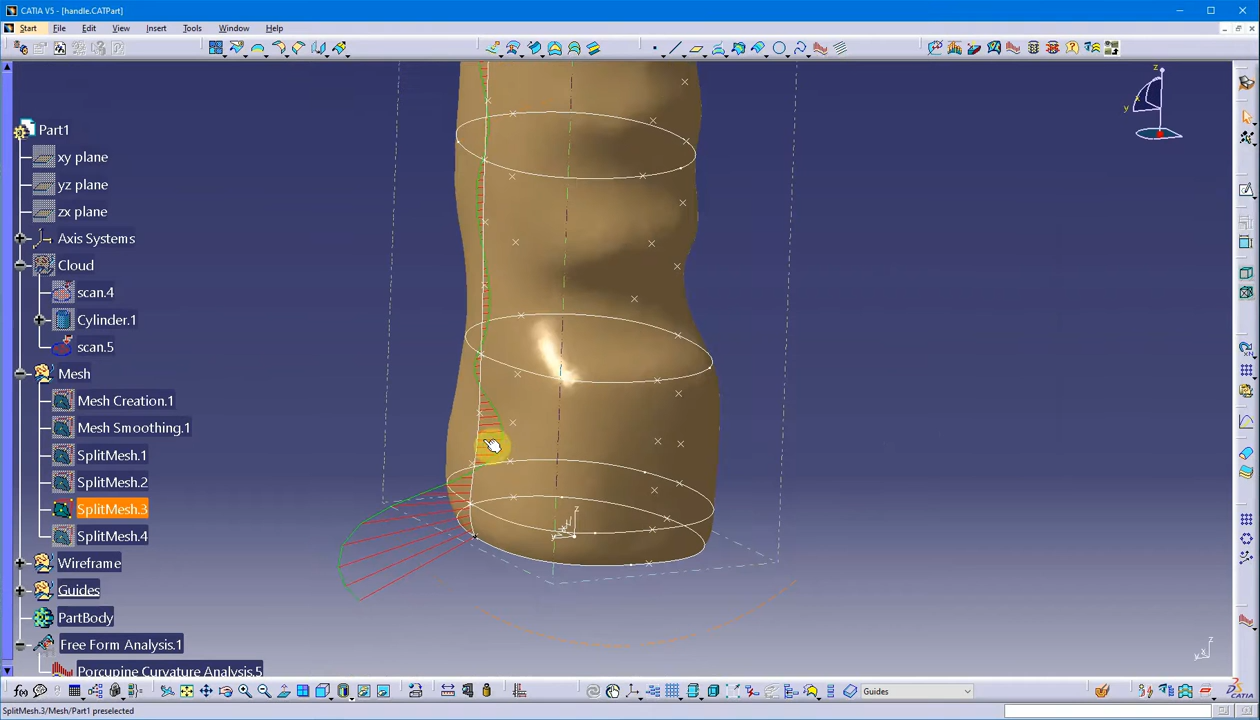 CATIA V5 - [handle.CATPart]
Start File Edit View Insert Tools Window Help
Part1
xy plane
yz plane
zx plane
Axis Systems
Cloud
scan.4
Cylinder.1
scan.5
Mesh
Mesh Creation.1
Mesh Smoothing.1
SplitMesh.1
SplitMesh.2
SplitMesh.3
SplitMesh.4
Wireframe
Guides
PartBody
Free Form Analysis.1
Porcupine Curvature Analysis.5
z
x
y
z
x
y
f(x)
Guides
CATIA
SplitMesh.3/Mesh/Part1 preselected